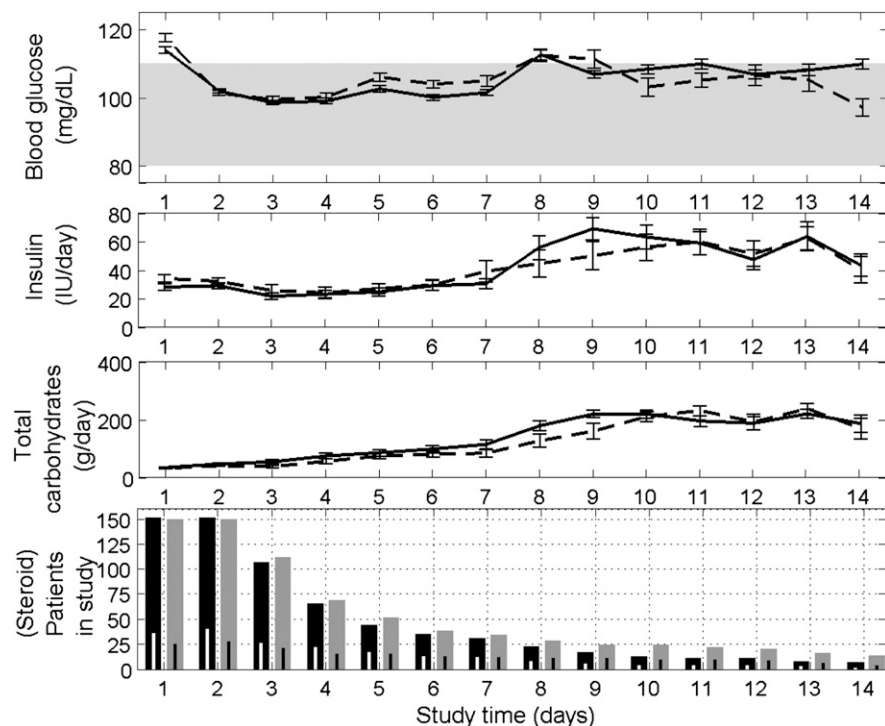 Blood glucose
(mg/dL)
120
100
80
1 2 3 4 5 6 7 8 9 10 11 12 13 14
Insulin
(IU/day)
80
60
40
20
0
1 2 3 4 5 6 7 8 9 10 11 12 13 14
Total
carbohydrates
(g/day)
400
200
0
1 2 3 4 5 6 7 8 9 10 11 12 13 14
(Steroid)
Patients
in study
150
125
100
75
50
25
0
1 2 3 4 5 6 7 8 9 10 11 12 13 14
Study time (days)